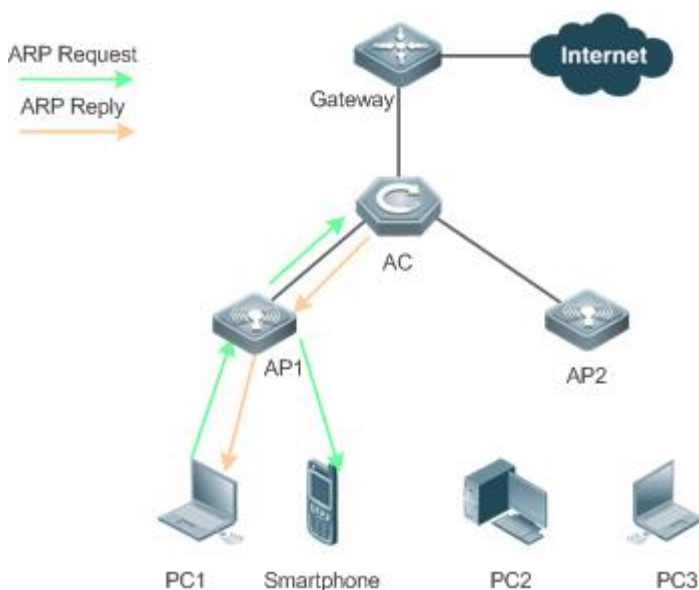 ARP Request
ARP Reply
Internet
Gateway
AC
AP1
AP2
PC1
Smartphone
PC2
PC3